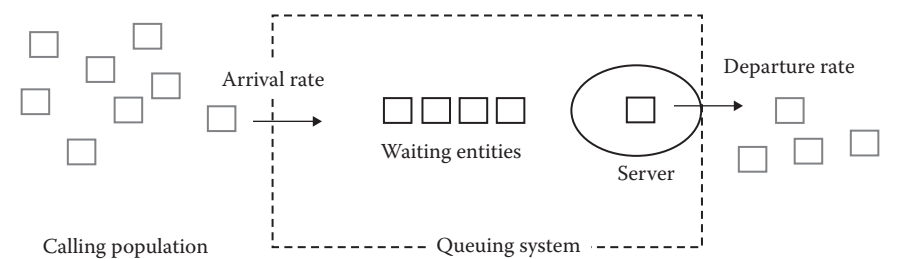 Arrival rate
Departure rate
Waiting entities
Server
Calling population
Queuing system